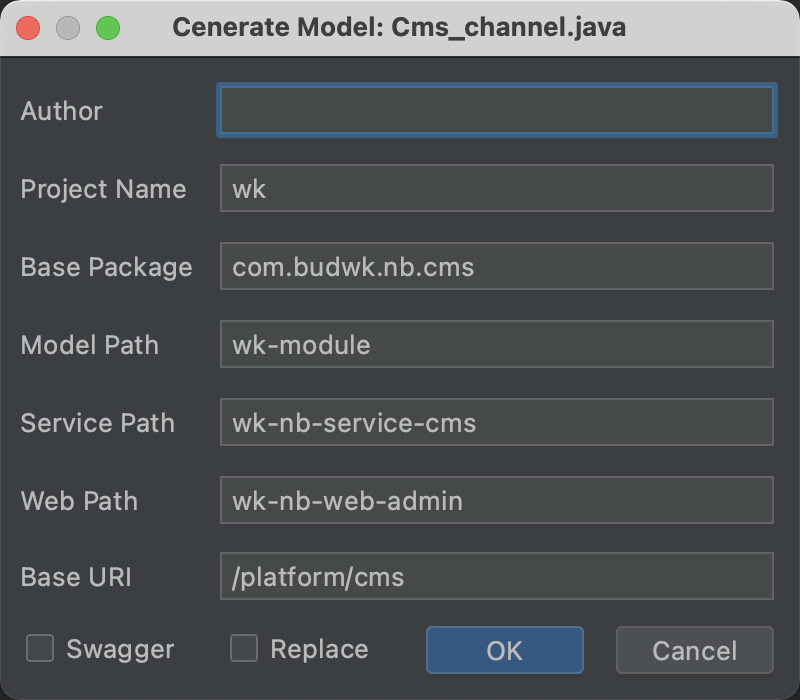 Cenerate Model: Cms_channel.java
Author
Project Name wk
Base Package com.budwk.nb.cms
Model Path wk-module
Service Path wk-nb-service-cms
Web Path wk-nb-web-admin
Base URI /platform/cms
Swagger Replace OK Cancel